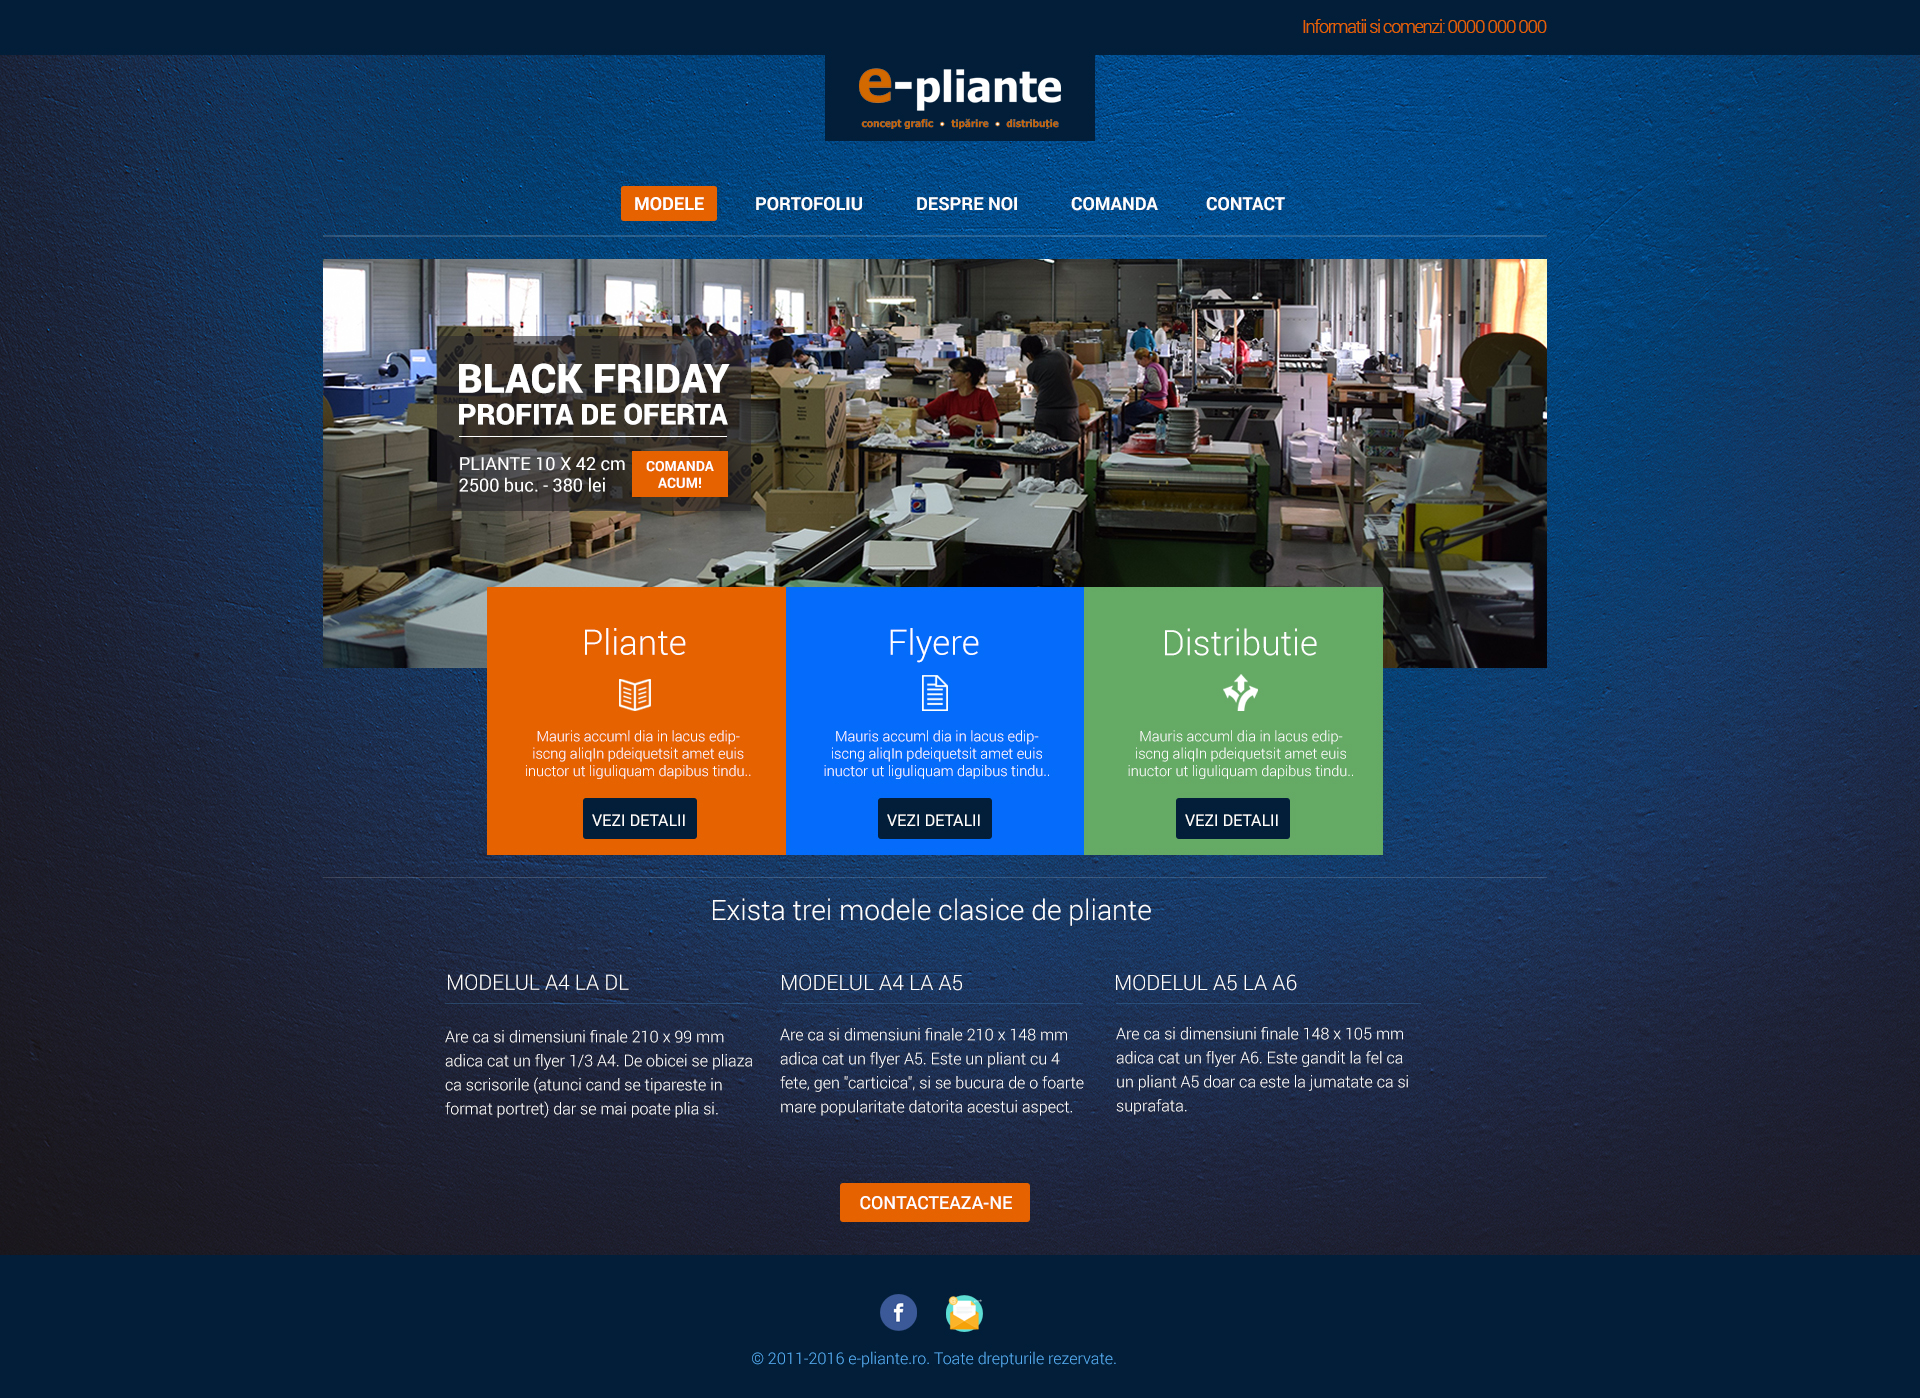 Informatii si comenzi: 0000 000 000
e-pliante
concept grafic • tipărire • distribuție
MODELE PORTOFOLIU DESPRE NOI COMANDA CONTACT
BLACK FRIDAY
PROFITA DE OFERTA
PLIANTE 10 X 42 cm
2500 buc. - 380 lei
COMANDA
ACUM!
Pliante
Mauris accuml dia in lacus edip-
iscng aliqIn pdeiquetsit amet euis
inuctor ut liguliquam dapibus tindu..
VEZI DETALII
Flyere
Mauris accuml dia in lacus edip-
iscng aliqIn pdeiquetsit amet euis
inuctor ut liguliquam dapibus tindu..
VEZI DETALII
Distributie
Mauris accuml dia in lacus edip-
iscng aliqIn pdeiquetsit amet euis
inuctor ut liguliquam dapibus tindu..
VEZI DETALII
Exista trei modele clasice de pliante
MODELUL A4 LA DL
Are ca si dimensiuni finale 210 x 99 mm
adica cat un flyer 1/3 A4. De obicei se pliaza
ca scrisorile (atunci cand se tipareste in
format portret) dar se mai poate plia si.
MODELUL A4 LA A5
Are ca si dimensiuni finale 210 x 148 mm
adica cat un flyer A5. Este un pliant cu 4
fete, gen "carticica", si se bucura de o foarte
mare popularitate datorita acestui aspect.
MODELUL A5 LA A6
Are ca si dimensiuni finale 148 x 105 mm
adica cat un flyer A6. Este gandit la fel ca
un pliant A5 doar ca este la jumatate ca si
suprafata.
CONTACTEAZA-NE
f
© 2011-2016 e-pliante.ro. Toate drepturile rezervate.